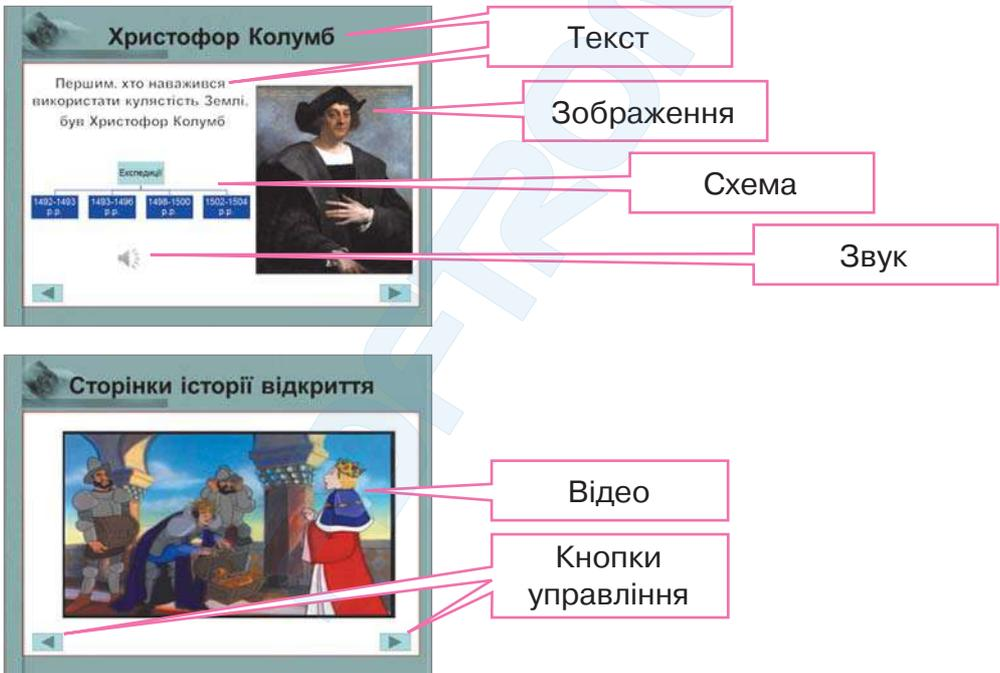 Христофор Колумб
Першим, хто наважився
використати кулястість Землі,
був Христофор Колумб
Експедиції
1492-1493
р.р.
1493-1496
р.р.
1498-1500
р.р.
1502-1504
р.р.
Текст
Зображення
Схема
Звук
Сторінки історії відкриття
Відео
Кнопки
управління